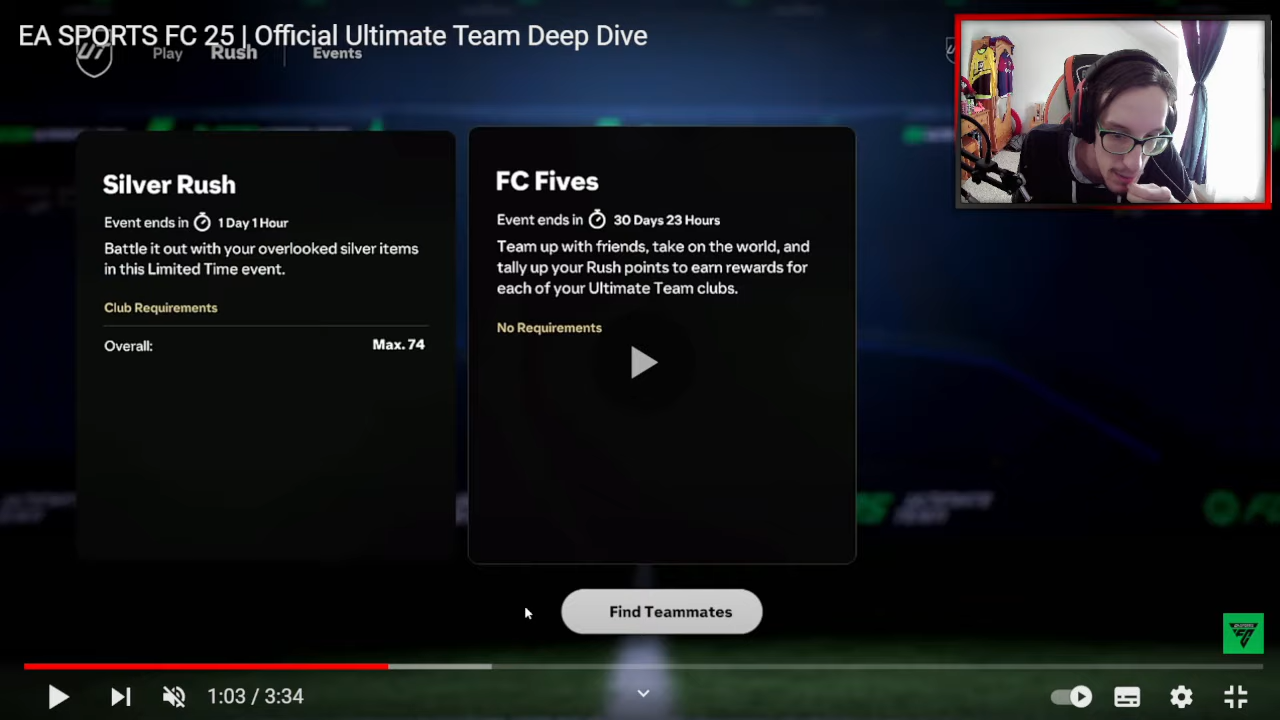 EA SPORTS FC 25 | Official Ultimate Team Deep Dive
UT Play Rush Events
Silver Rush
Event ends in 1 Day 1 Hour
Battle it out with your overlooked silver items
in this Limited Time event.
Club Requirements
Overall: Max. 74
FC Fives
Event ends in 30 Days 23 Hours
Team up with friends, take on the world, and
tally up your Rush points to earn rewards for
each of your Ultimate Team clubs.
No Requirements
Find Teammates
1:03 / 3:34